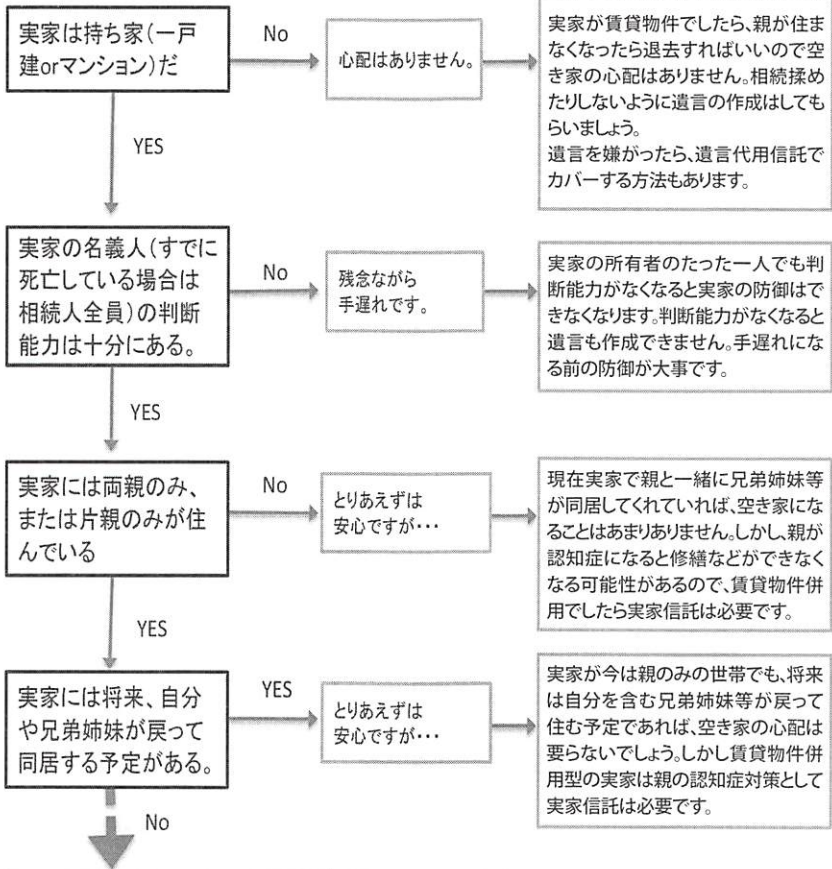 実家は持ち家(一戸
建orマンション)だ
No
心配はありません。
実家が賃貸物件でしたら、親が住ま
なくなったら退去すればいいので空
き家の心配はありません。相続揉め
たりしないように遺言の作成はしても
らいましょう。
遺言を嫌がったら、遺言代用信託で
カバーする方法もあります。
YES
実家の名義人(すでに
死亡している場合は
相続人全員)の判断
能力は十分にある。
No
残念ながら
手遅れです。
実家の所有者のたった一人でも判
断能力がなくなると実家の防御はで
きなくなります。判断能力がなくなると
遺言も作成できません。手遅れにな
る前の防御が大事です。
YES
実家には両親のみ、
または片親のみが住
んでいる
No
とりあえずは
安心ですが・・・
現在実家で親と一緒に兄弟姉妹等
が同居してくれていれば、空き家にな
ることはあまりありません。しかし、親が
認知症になると修繕などができなく
なる可能性があるので、賃貸物件併
用でしたら実家信託は必要です。
YES
実家には将来、自分
や兄弟姉妹が戻って
同居する予定がある。
YES
とりあえずは
安心ですが・・・
実家が今は親のみの世帯でも、将来
は自分を含む兄弟姉妹等が戻って
住む予定であれば、空き家の心配は
要らないでしょう。しかし賃貸物件併
用型の実家は親の認知症対策として
実家信託は必要です。
No